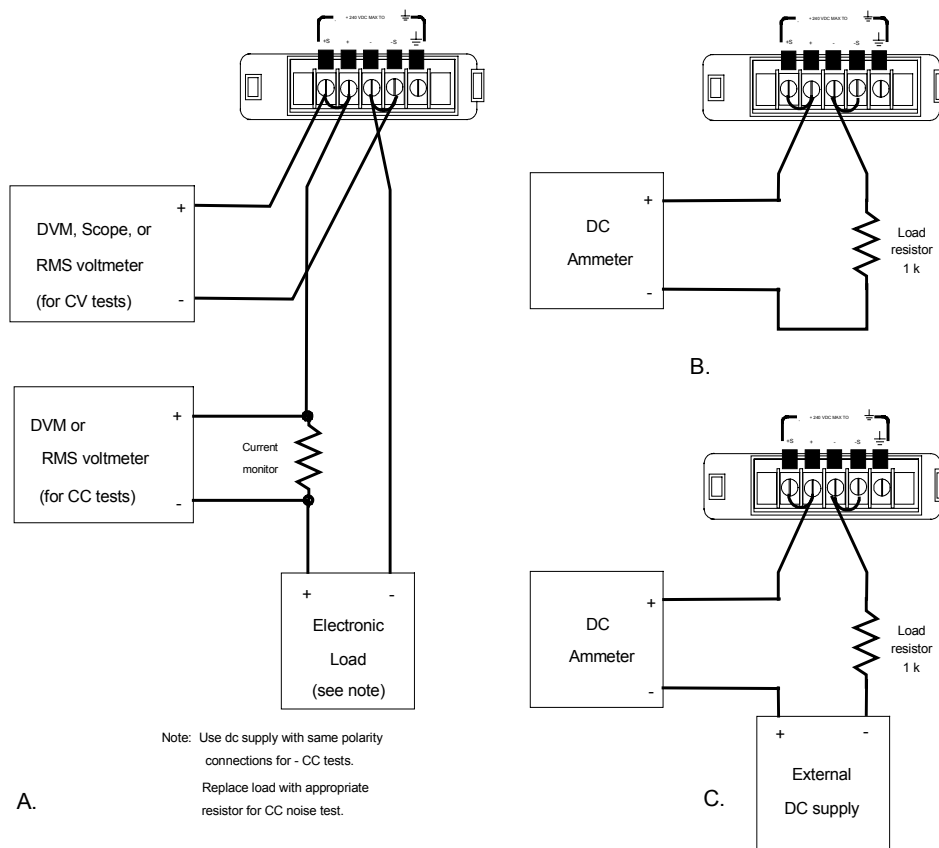 + 240 VDC MAX TO
+S + - -S
+
DVM, Scope, or
RMS voltmeter
(for CV tests)
-
+
DVM or
RMS voltmeter
(for CC tests)
-
Current
monitor
+ -
Electronic
Load
(see note)
Note: Use dc supply with same polarity
connections for - CC tests.
Replace load with appropriate
resistor for CC noise test.
A.
+ 240 VDC MAX TO
+S + - -S
+
DC
Ammeter
-
Load
resistor
1 k
B.
+ 240 VDC MAX TO
+S + - -S
+
DC
Ammeter
-
Load
resistor
1 k
+ -
External
DC supply
C.